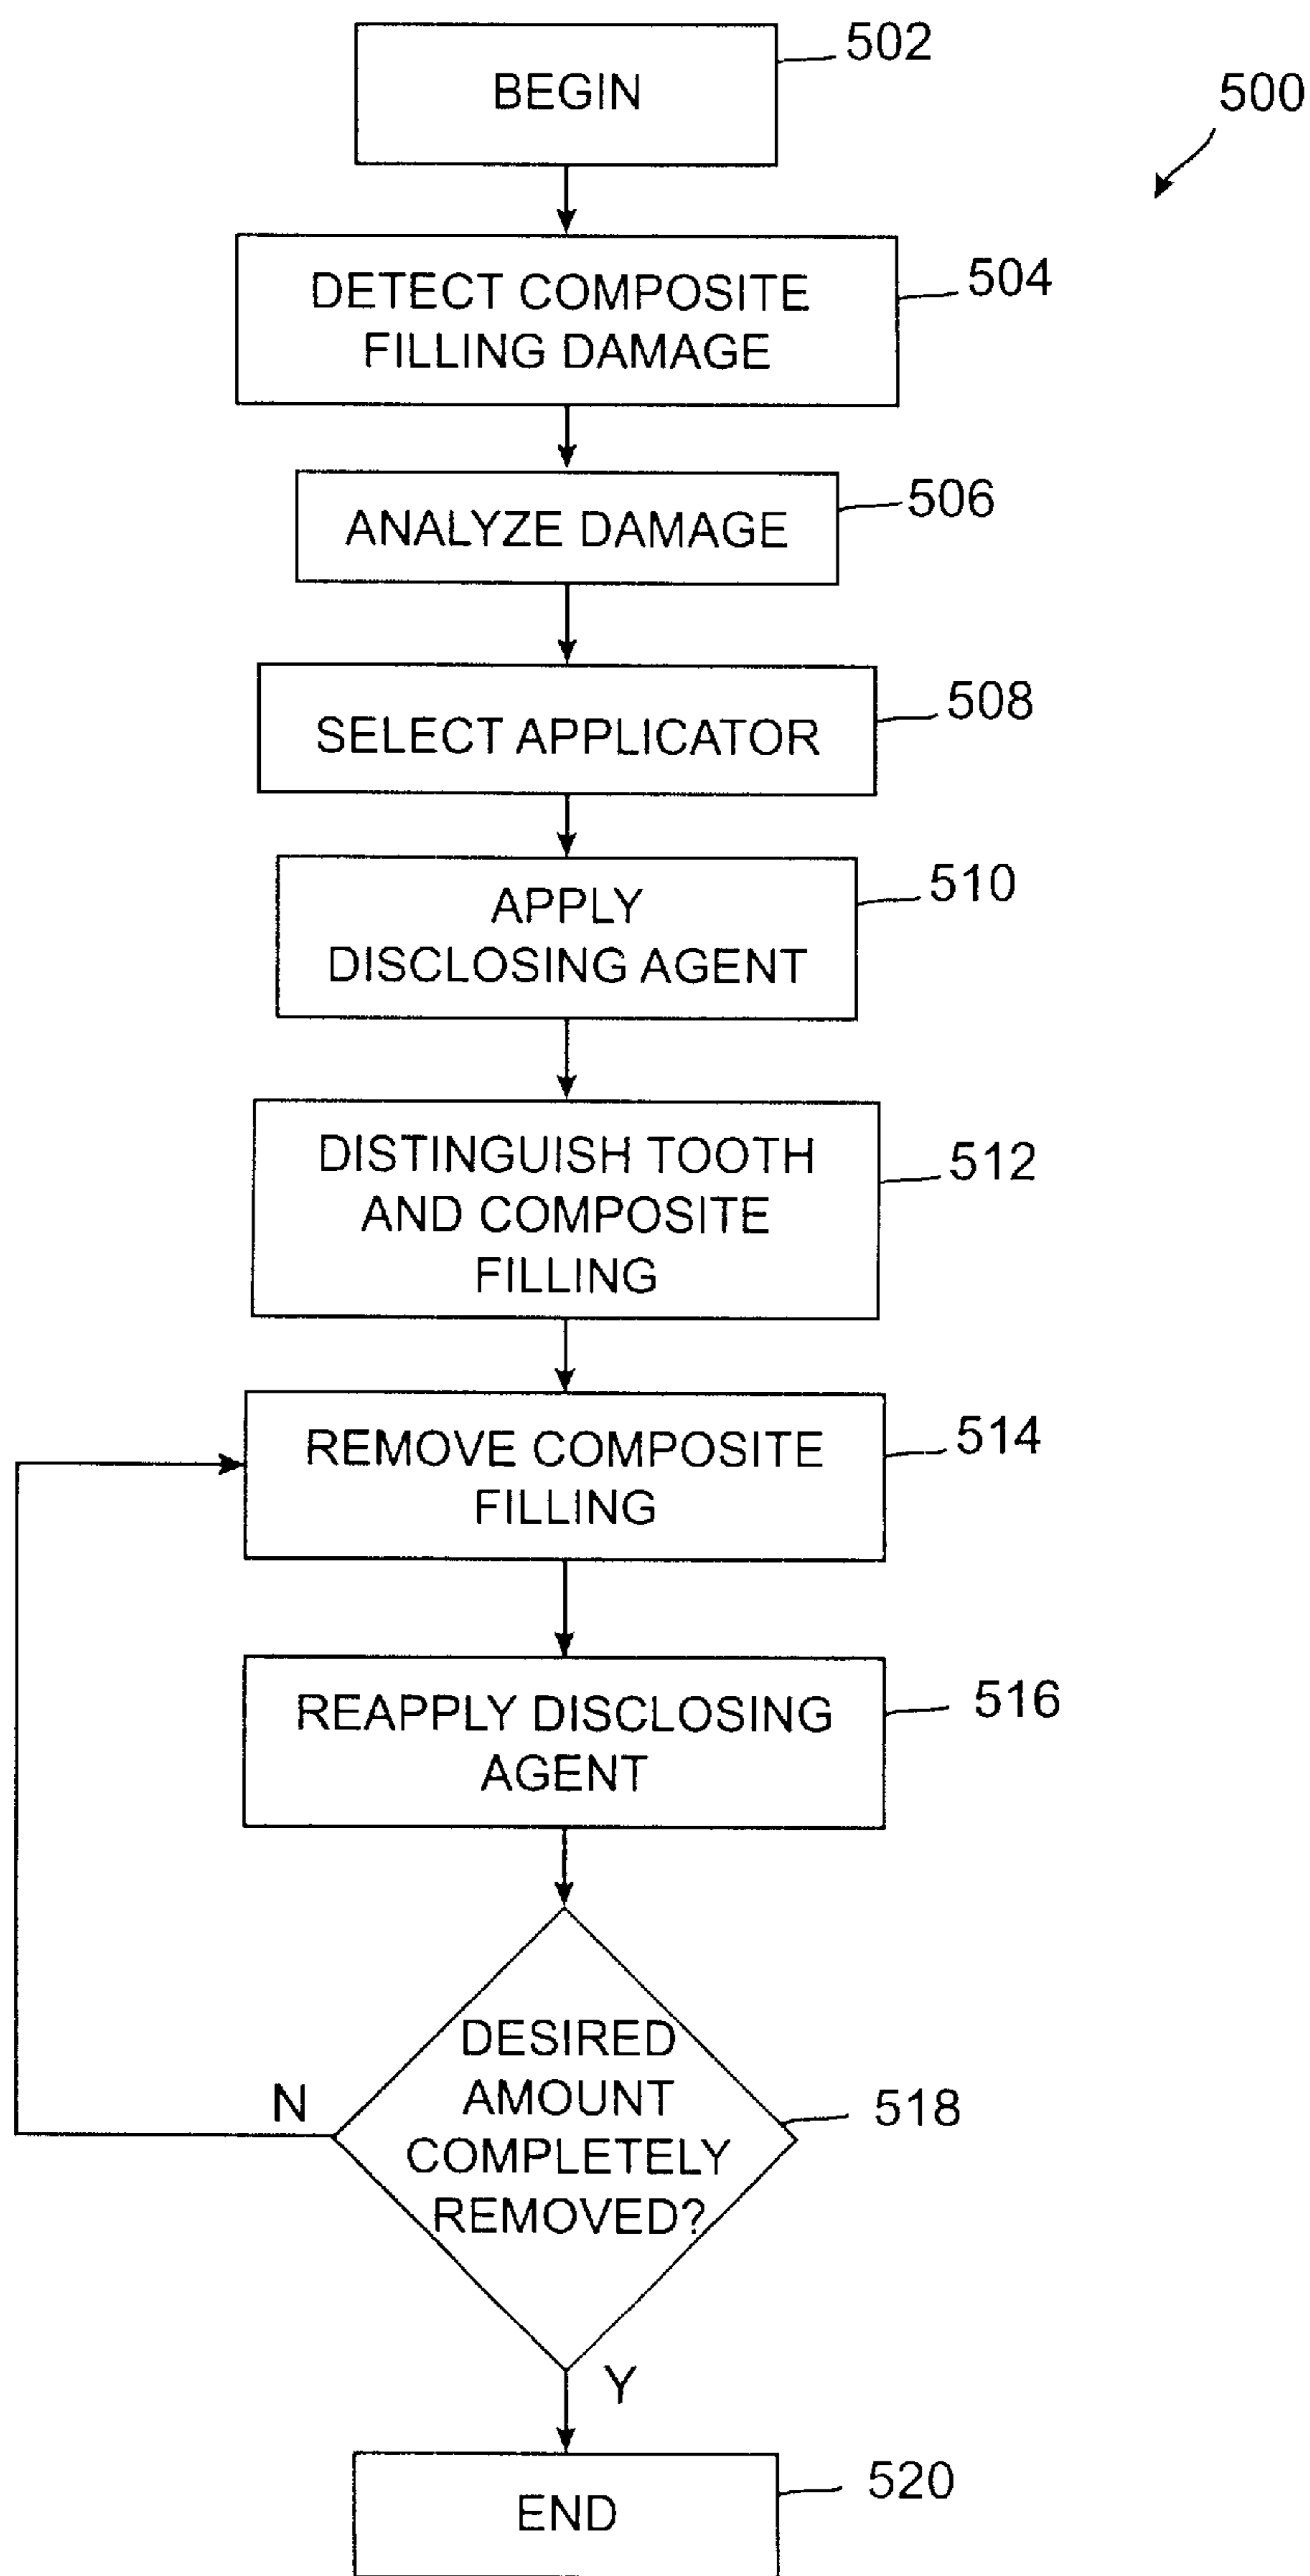 BEGIN
502
500
DETECT COMPOSITE
FILLING DAMAGE
504
ANALYZE DAMAGE
506
SELECT APPLICATOR
508
APPLY
DISCLOSING AGENT
510
DISTINGUISH TOOTH
AND COMPOSITE
FILLING
512
REMOVE COMPOSITE
FILLING
514
REAPPLY DISCLOSING
AGENT
516
DESIRED
AMOUNT
COMPLETELY
REMOVED?
518
N
Y
END
520